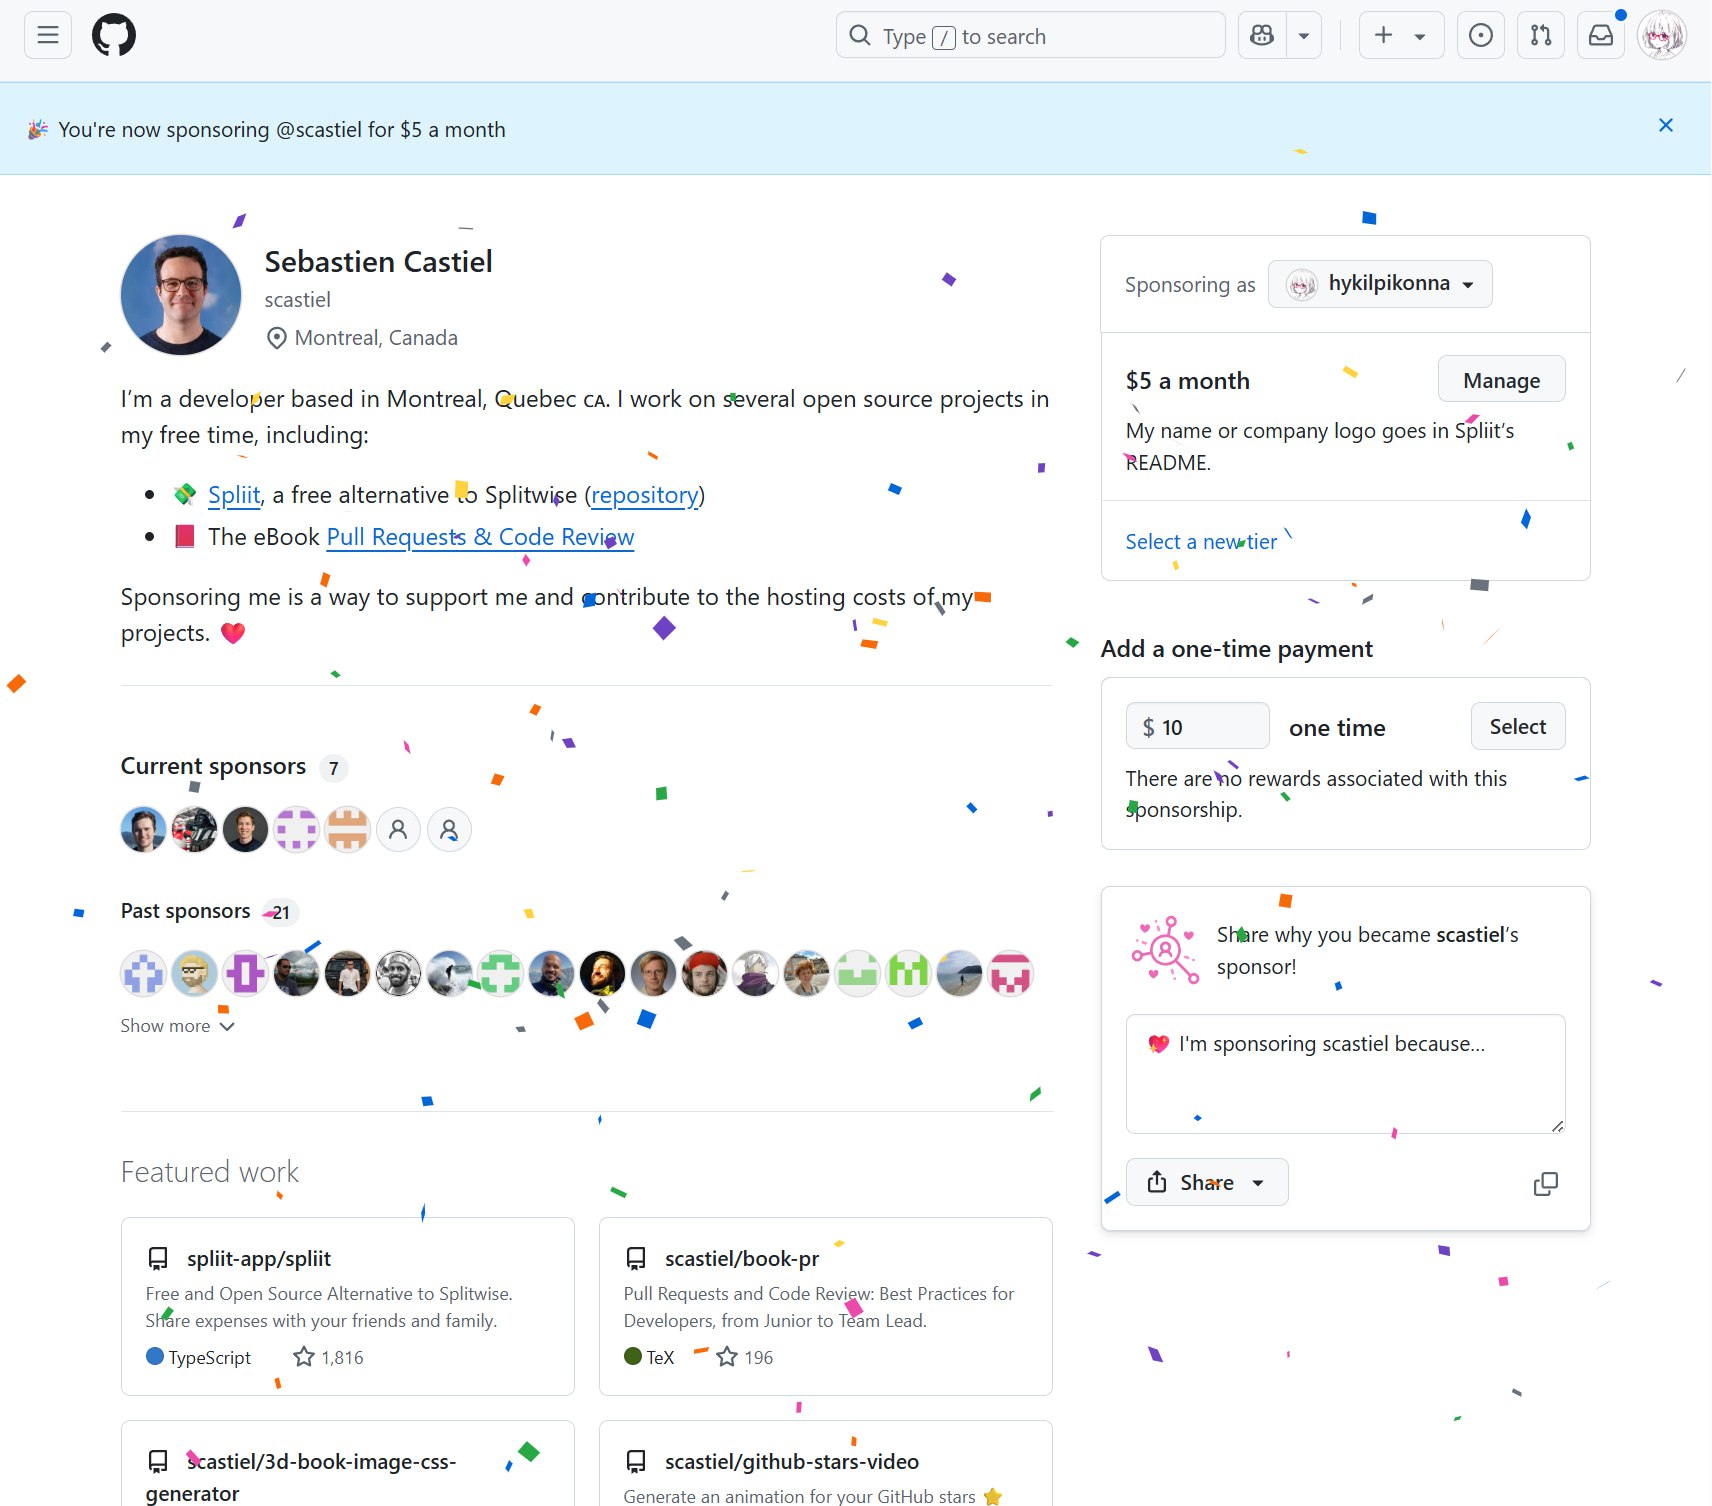 Type / to search
🎉 You're now sponsoring @scastiel for $5 a month
Sebastien Castiel
scastiel
Montreal, Canada
I'm a developer based in Montreal, Quebec CA. I work on several open source projects in
my free time, including:
💸 Spliit, a free alternative to Splitwise (repository)
📕 The eBook Pull Requests & Code Review
Sponsoring me is a way to support me and contribute to the hosting costs of my
projects. ❤️
Current sponsors 7
Past sponsors 21
Show more
Featured work
spliit-app/spliit
Free and Open Source Alternative to Splitwise.
Share expenses with your friends and family.
TypeScript 1,816
scastiel/book-pr
Pull Requests and Code Review: Best Practices for
Developers, from Junior to Team Lead.
TeX 196
scastiel/3d-book-image-css-
generator
scastiel/github-stars-video
Generate an animation for your GitHub stars ⭐
Sponsoring as hykilpikonna
$5 a month Manage
My name or company logo goes in Spliit's
README.
Select a new tier
Add a one-time payment
$ 10 one time Select
There are no rewards associated with this
sponsorship.
Share why you became scastiel's
sponsor!
💖 I'm sponsoring scastiel because...
Share